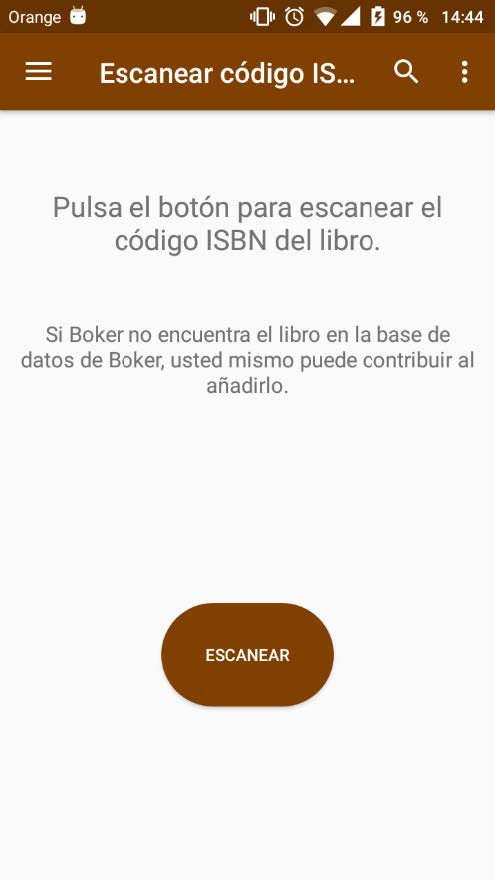 Orange 96 % 14:44
Escanear código IS...
Pulsa el botón para escanear el
código ISBN del libro.
Si Boker no encuentra el libro en la base de
datos de Boker, usted mismo puede contribuir al
añadirlo.
ESCANEAR